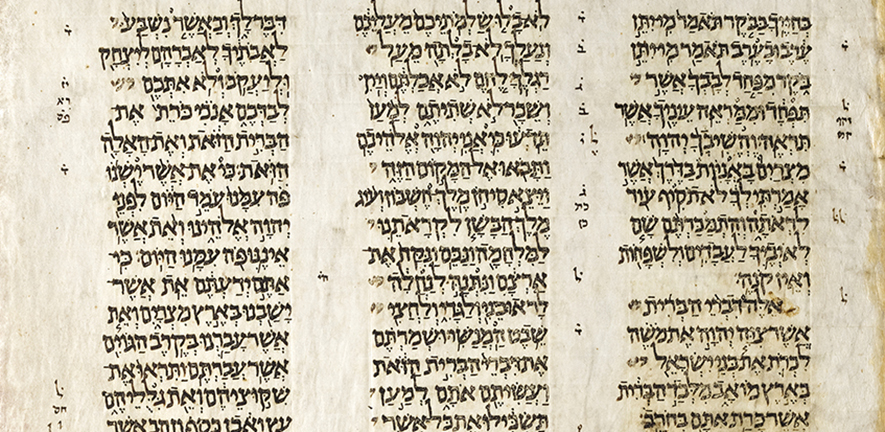 בחייך בבקר תאמר מי יתן
ערב ובערב תאמר מי יתן
בקר מפחד לבבך אשר
תפחד וממראה עיניך אשר
תראה והשיבך יהוה
מצרים באניות בדרך אשר
אמרתי לך לא תסיף עוד
לראתה והתמכרתם שם
לאיביך לעבדים ולשפחות
ואין קנה
אלה דברי הברית
אשר צוה יהוה את משה
לכרת את בני ישראל
בארץ מואב מלבד הברית
אשר כרת אתם בחרב
לא בלו שלמתיכם מעליכם
ונעלך לא בלתה מעל
רגלך לחם לא אכלתם ויין
ושכר לא שתיתם למען
תדעו כי אני יהוה אלהיכם
ותבאו אל המקום הזה
ויצא סיחן מלך חשבון ועוג
מלך הבשן לקראתנו
למלחמה ונכם ונקח את
ארצם ונתנה לנחלה
לראובני ולגדי ולחצי
שבט המנשי ושמרתם
את דברי הברית הזאת
ועשיתם אתם למען
תשכילו את כל אשר
דבר לך וכאשר נשבע
לאבתיך לאברהם ליצחק
וליעקב ולא אתכם
לבדכם אנכי כרת את
הברית הזאת ואת האלה
הזאת כי את אשר ישנו
פה עמנו עמד היום לפני
יהוה אלהינו ואת אשר
איננו פה עמנו היום כי
אתם ידעתם את אשר
ישבנו בארץ מצרים ואת
אשר עברנו בקרב הגוים
אשר עברתם ותראו את
שקוציהם ואת גלליהם
עץ ואבן כסף וזהב אשר